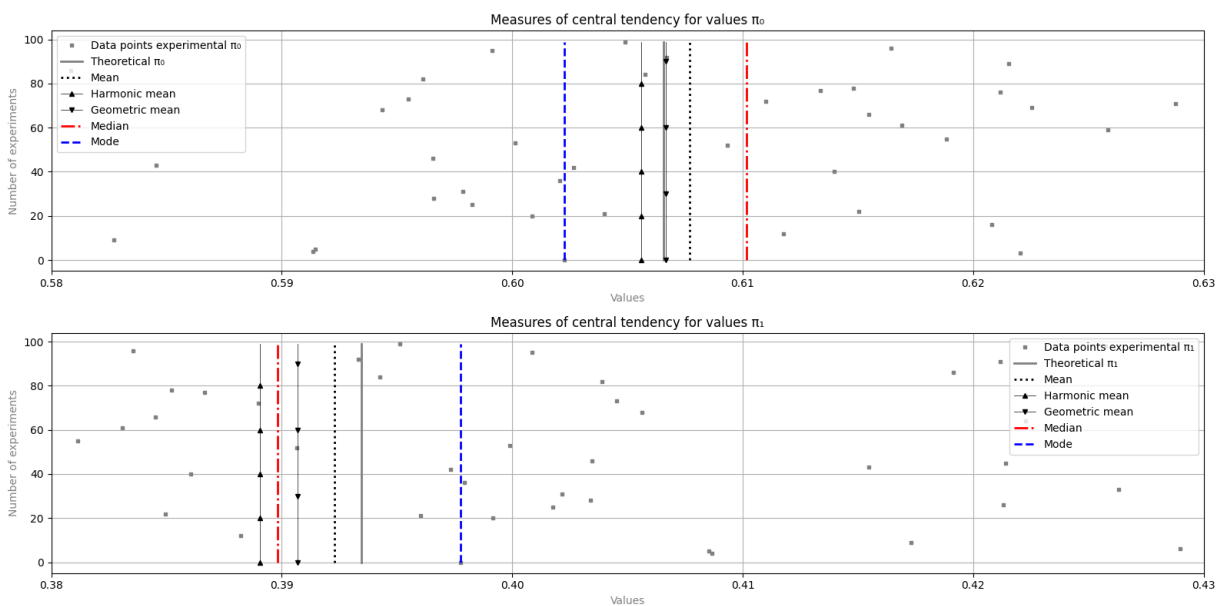 Measures of central tendency for values π₀
Number of experiments
100
80
60
40
20
0
Data points experimental π₀
Theoretical π₀
Mean
Harmonic mean
Geometric mean
Median
Mode
0.58 0.59 0.60 0.61 0.62 0.63
Values
Measures of central tendency for values π₁
Number of experiments
100
80
60
40
20
0
Data points experimental π₁
Theoretical π₁
Mean
Harmonic mean
Geometric mean
Median
Mode
0.38 0.39 0.40 0.41 0.42 0.43
Values